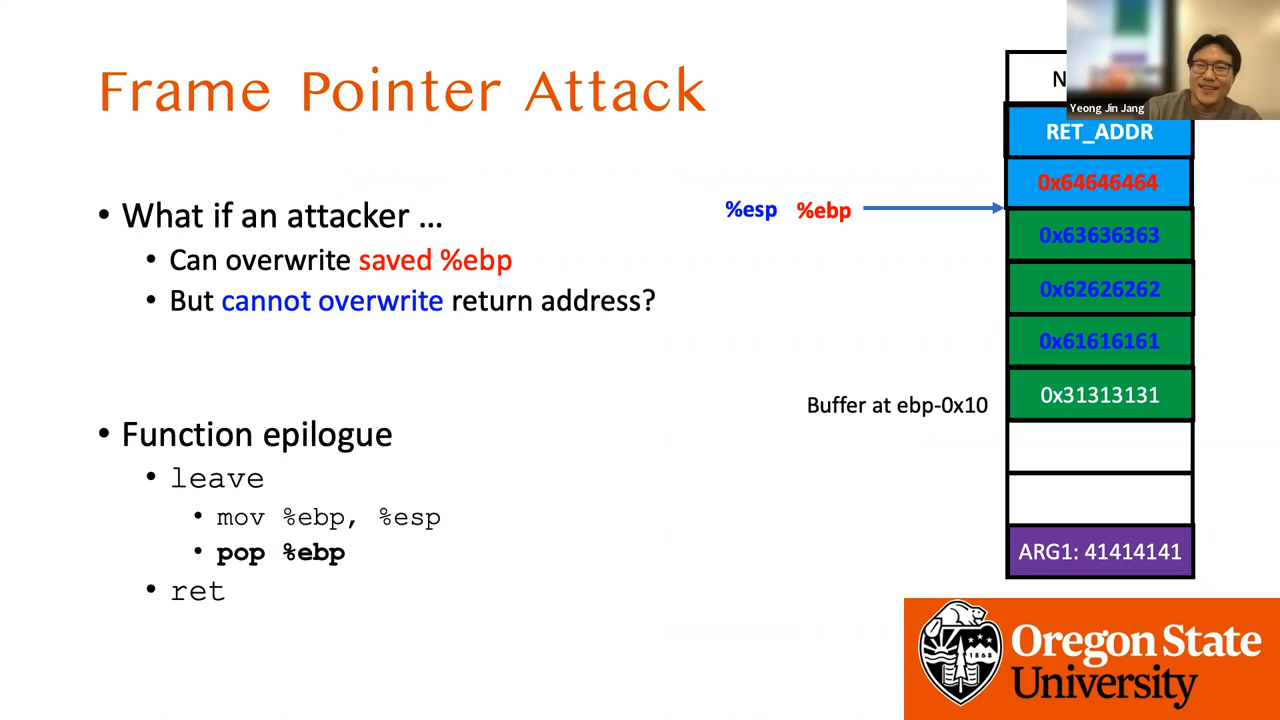 Frame Pointer Attack
• What if an attacker …
• Can overwrite saved %ebp
• But cannot overwrite return address?
• Function epilogue
• leave
• mov %ebp, %esp
• pop %ebp
• ret
%esp %ebp
Buffer at ebp-0x10
Yeong Jin Jang
RET_ADDR
0x64646464
0x63636363
0x62626262
0x61616161
0x31313131
ARG1: 41414141
1868
Oregon State
University